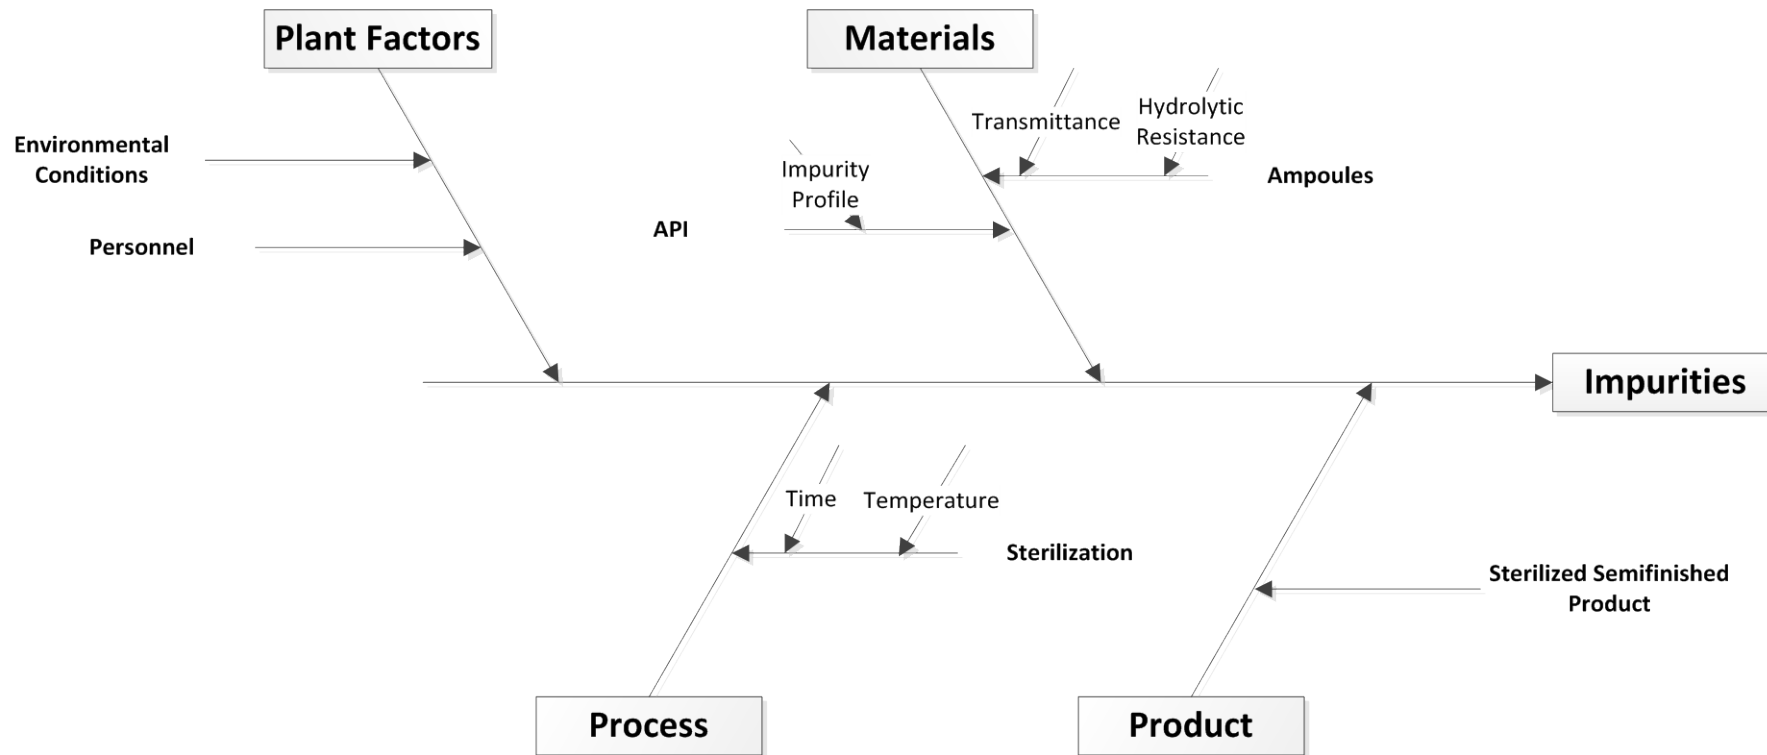 Plant Factors
Materials
Environmental
Conditions
Personnel
Transmittance
Hydrolytic
Resistance
Ampoules
Impurity
Profile
API
Impurities
Time
Temperature
Sterilization
Sterilized Semifinished
Product
Process
Product